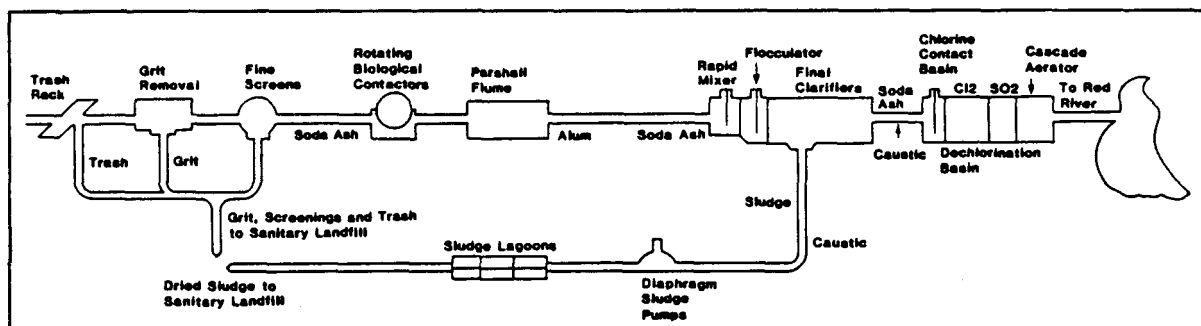 Trash
Rack
Grit
Removal
Fine
Screens
Soda Ash
Rotating
Biological
Contactors
Parshall
Flume
Alum
Soda Ash
Rapid
Mixer
Flocculator
Final
Clarifiers
Soda
Ash
Caustic
Chlorine
Contact
Basin
Cl2
SO2
Dechlorination
Basin
Cascade
Aerator
To Red
River
Trash
Grit
Grit, Screenings and Trash
to Sanitary Landfill
Sludge
Caustic
Diaphragm
Sludge
Pumps
Sludge Lagoons
Dried Sludge to
Sanitary Landfill